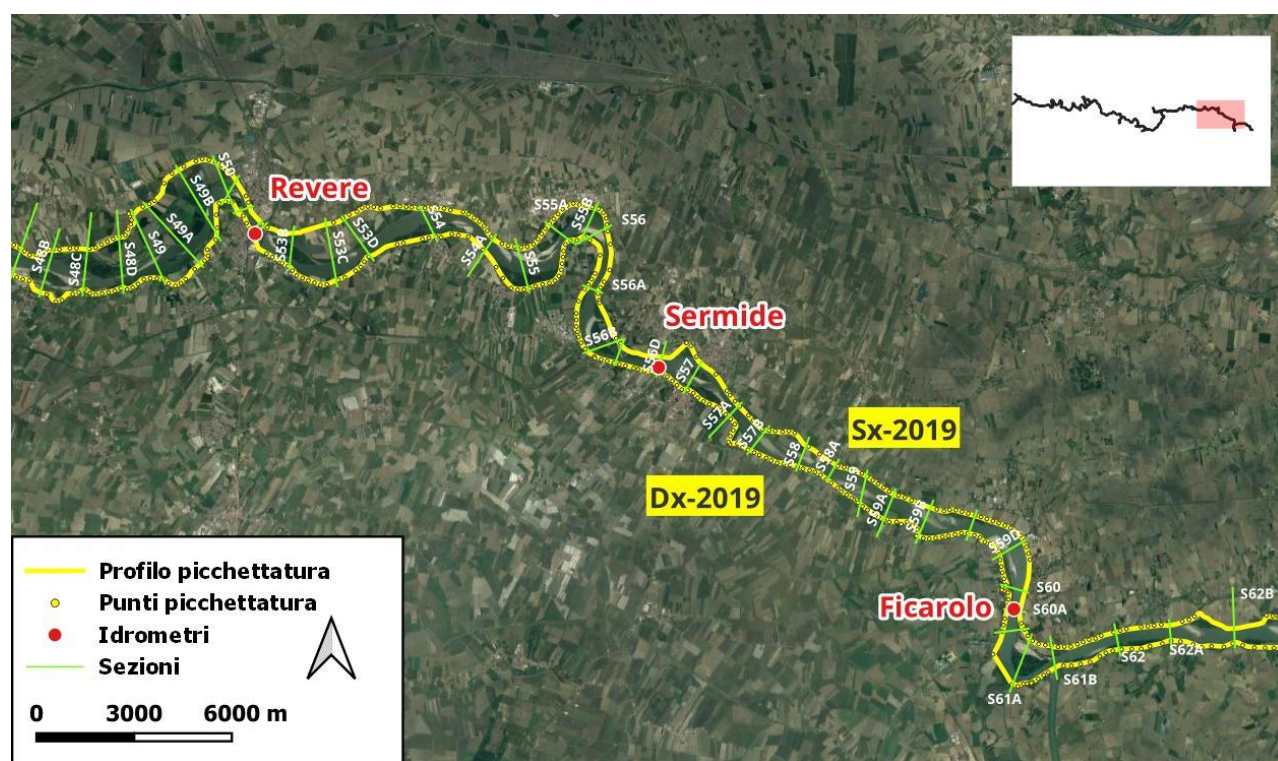 S50
Revere
S49B
S49A
S49
S48D
S48C
S48B
S53B
S53C
S53D
S54
S54A
S55
S55A
S55B
S56
S56A
S56B
Sermide
S56D
S57
S57A
S57B
S58
S58A
S59
S59A
S59B
Sx-2019
Dx-2019
S59D
S60
Ficarolo
S60A
S61A
S61B
S62
S62A
S62B
Profilo picchettatura
Punti picchettatura
Idrometri
Sezioni
0 3000 6000 m